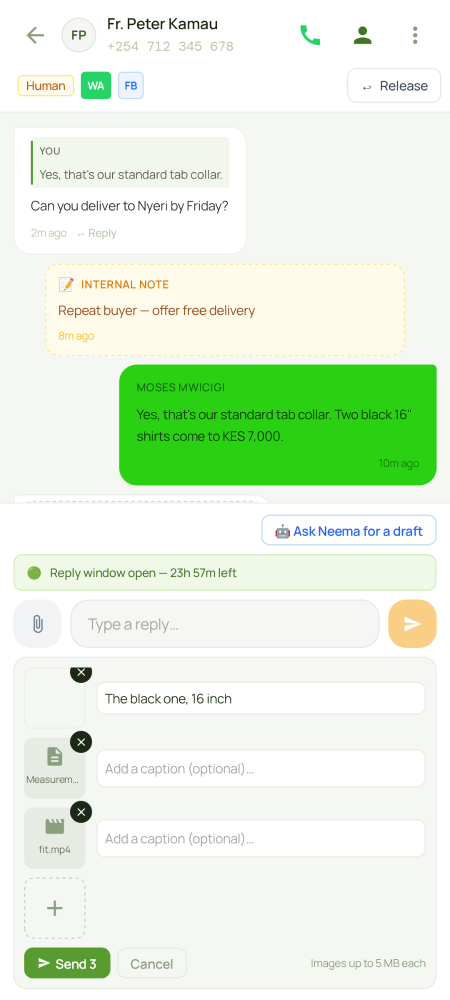 FP
Fr. Peter Kamau
+254 712 345 678
Human
WA
FB
Release
YOU
Yes, that's our standard tab collar.
Can you deliver to Nyeri by Friday?
2m ago
Reply
INTERNAL NOTE
Repeat buyer — offer free delivery
8m ago
MOSES MWICIGI
Yes, that's our standard tab collar. Two black 16"
shirts come to KES 7,000.
10m ago
Ask Neema for a draft
Reply window open — 23h 57m left
Type a reply…
The black one, 16 inch
Measurem…
Add a caption (optional)…
fit.mp4
Add a caption (optional)…
Send 3
Cancel
Images up to 5 MB each